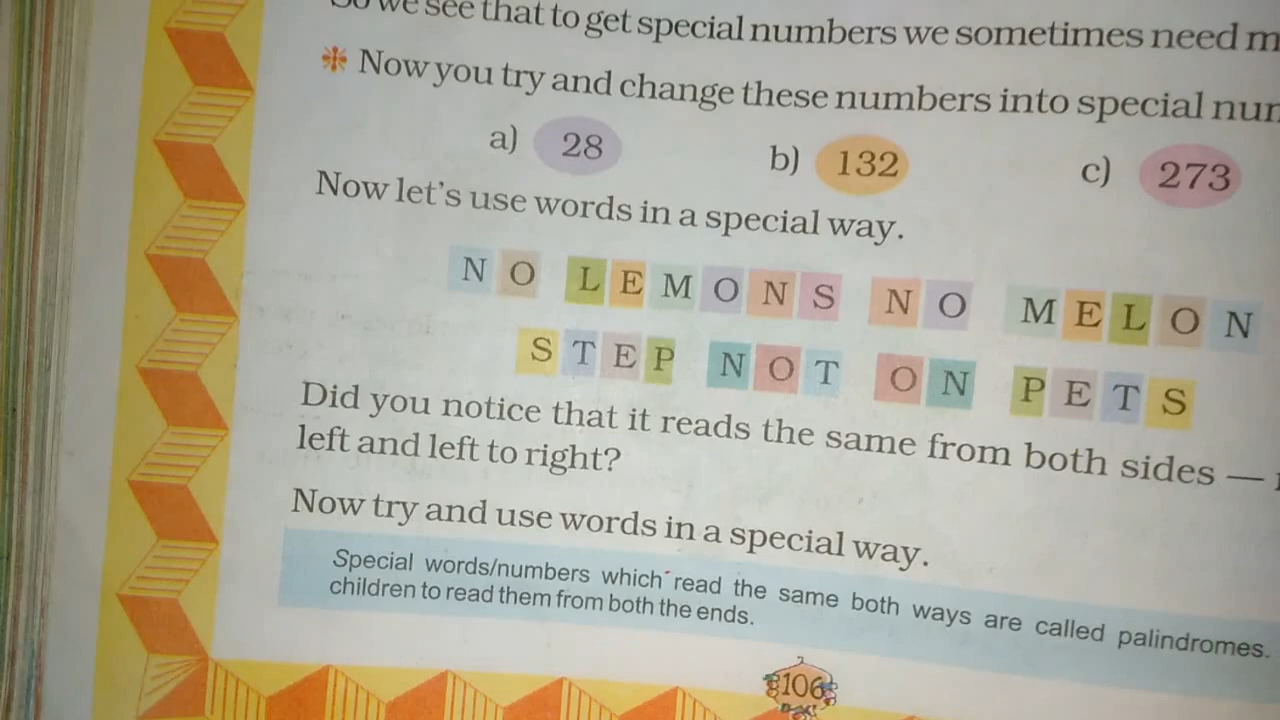 So we see that to get special numbers we sometimes need
Now you try and change these numbers into special
a) 28 b) 132 c) 273
Now let's use words in a special way.
NO LEMONS NO MELON
STEP NOT ON PETS
Did you notice that it reads the same from both sides —
left and left to right?
Now try and use words in a special way.
Special words/numbers which read the same both ways are called palindromes.
children to read them from both the ends.
106